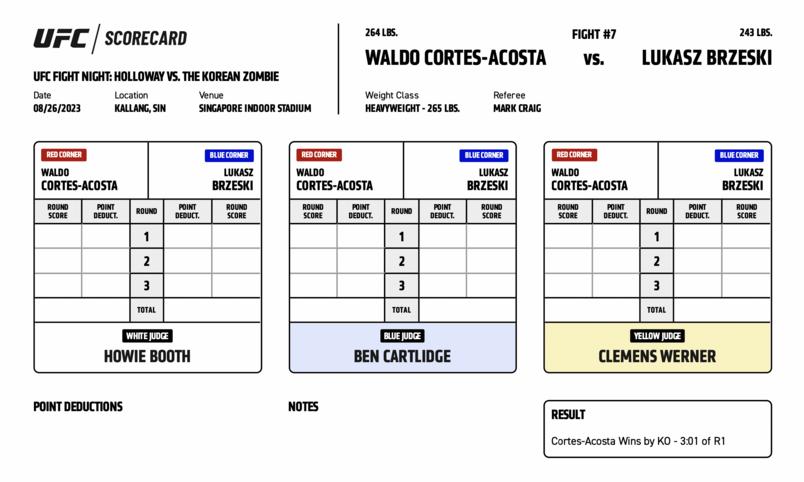 UFC / SCORECARD
UFC FIGHT NIGHT: HOLLOWAY VS. THE KOREAN ZOMBIE
Date Location Venue
08/26/2023 KALLANG, SIN SINGAPORE INDOOR STADIUM
264 LBS. FIGHT #7 243 LBS.
WALDO CORTES-ACOSTA vs. LUKASZ BRZESKI
Weight Class Referee
HEAVYWEIGHT - 265 LBS. MARK CRAIG
RED CORNER BLUE CORNER
WALDO LUKASZ
CORTES-ACOSTA BRZESKI
ROUND POINT ROUND POINT ROUND
SCORE DEDUCT. DEDUCT. SCORE
1
2
3
TOTAL
WHITE JUDGE
HOWIE BOOTH
RED CORNER BLUE CORNER
WALDO LUKASZ
CORTES-ACOSTA BRZESKI
ROUND POINT ROUND POINT ROUND
SCORE DEDUCT. DEDUCT. SCORE
1
2
3
TOTAL
BLUE JUDGE
BEN CARTLIDGE
RED CORNER BLUE CORNER
WALDO LUKASZ
CORTES-ACOSTA BRZESKI
ROUND POINT ROUND POINT ROUND
SCORE DEDUCT. DEDUCT. SCORE
1
2
3
TOTAL
YELLOW JUDGE
CLEMENS WERNER
POINT DEDUCTIONS
NOTES
RESULT
Cortes-Acosta Wins by KO - 3:01 of R1